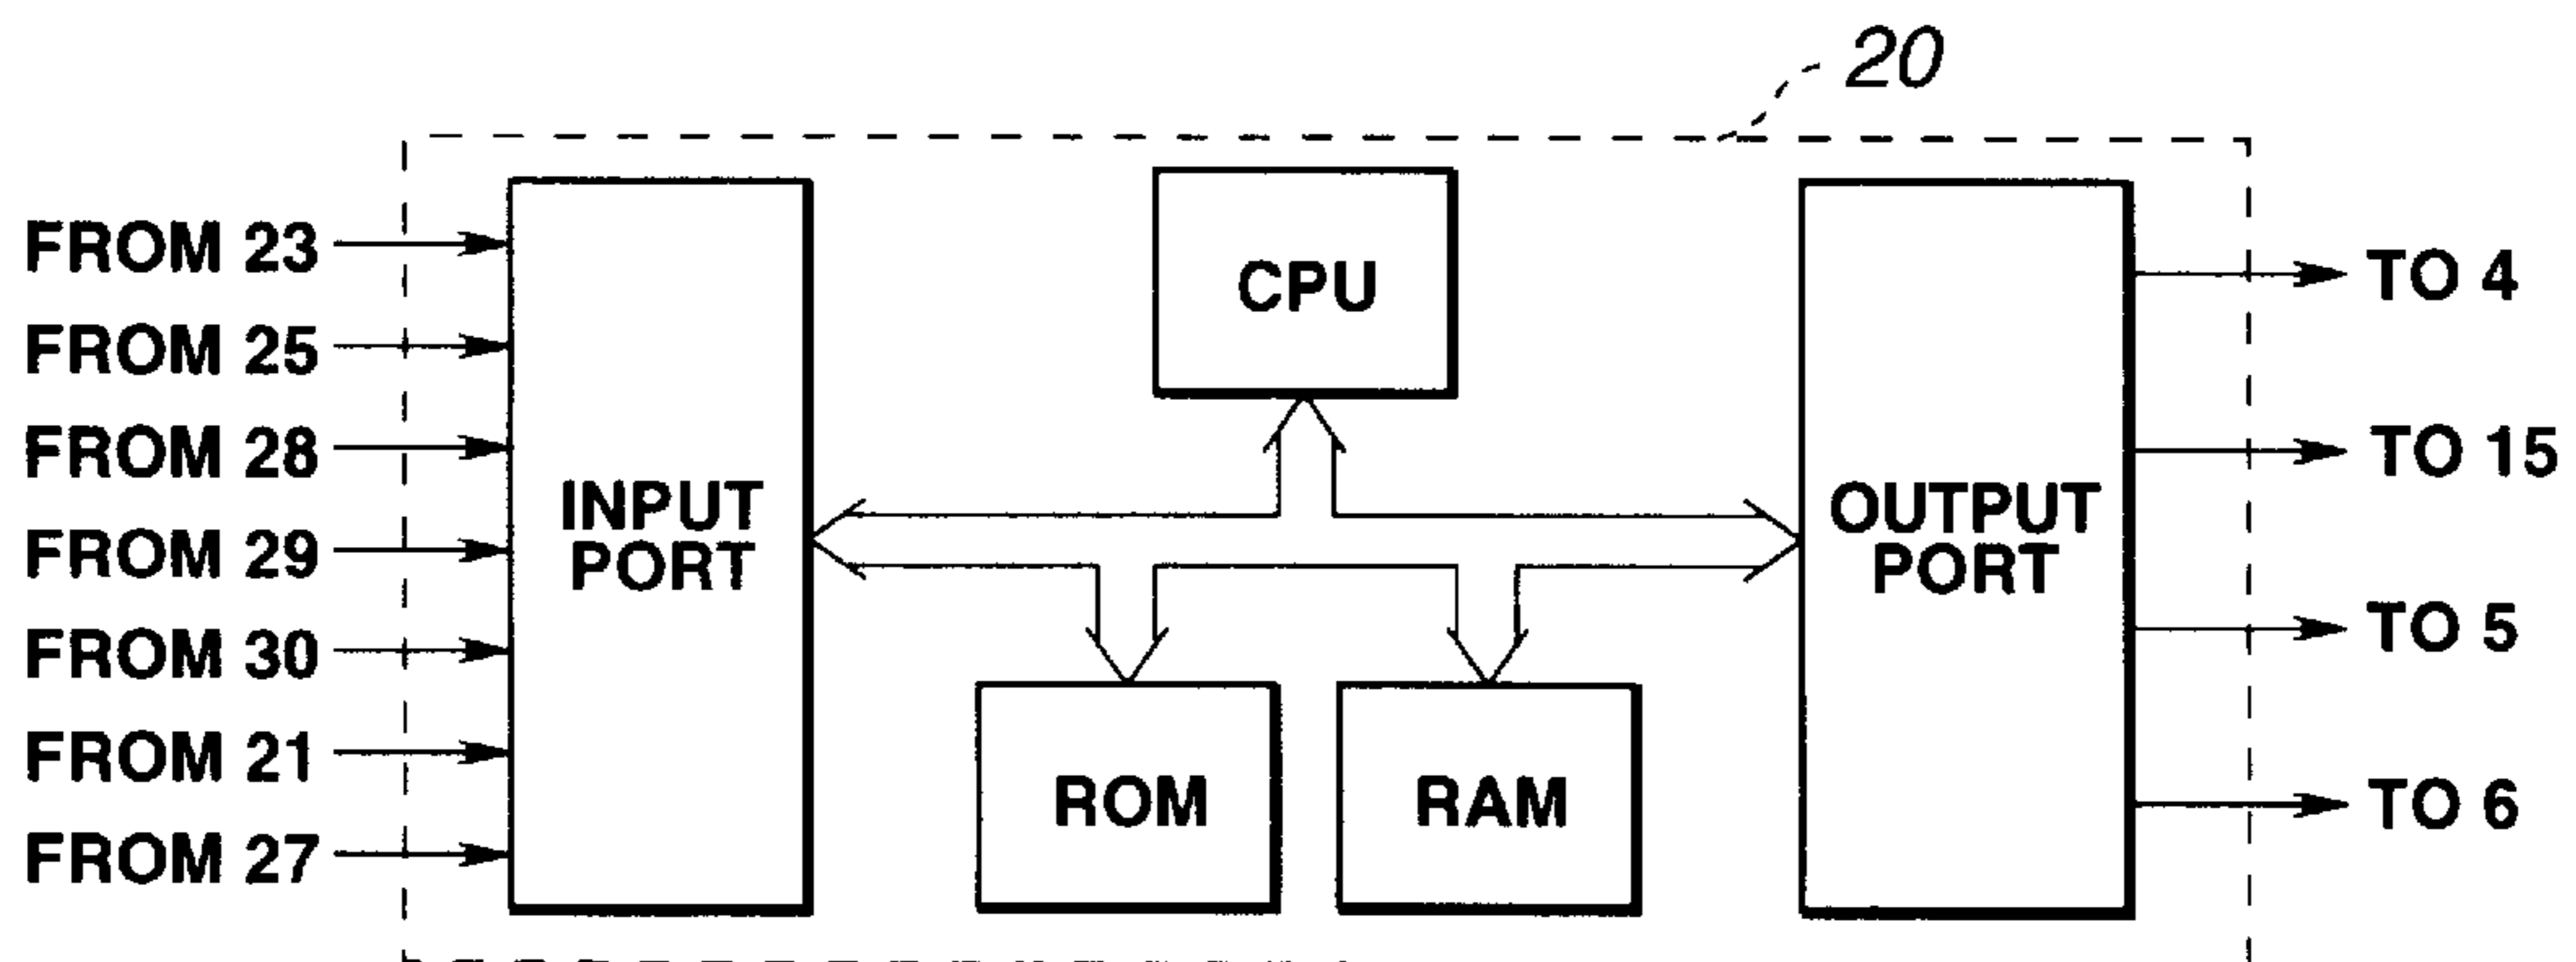 20
FROM 23
FROM 25
FROM 28
FROM 29
FROM 30
FROM 21
FROM 27
INPUT
PORT
CPU
ROM
RAM
OUTPUT
PORT
TO 4
TO 15
TO 5
TO 6